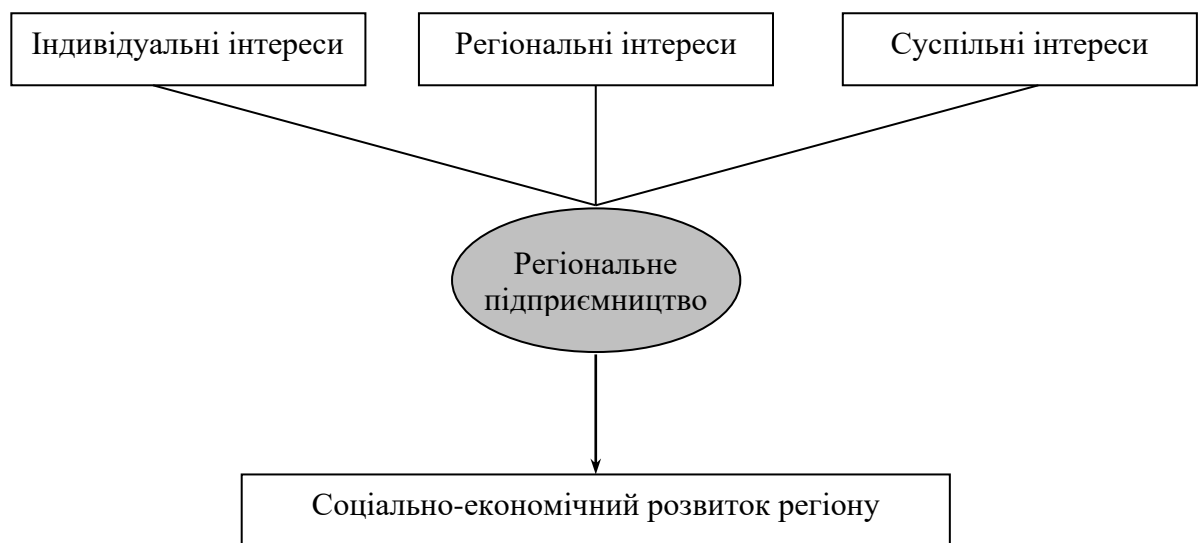 Індивідуальні інтереси
Регіональні інтереси
Суспільні інтереси
Регіональне
підприємництво
Соціально-економічний розвиток регіону